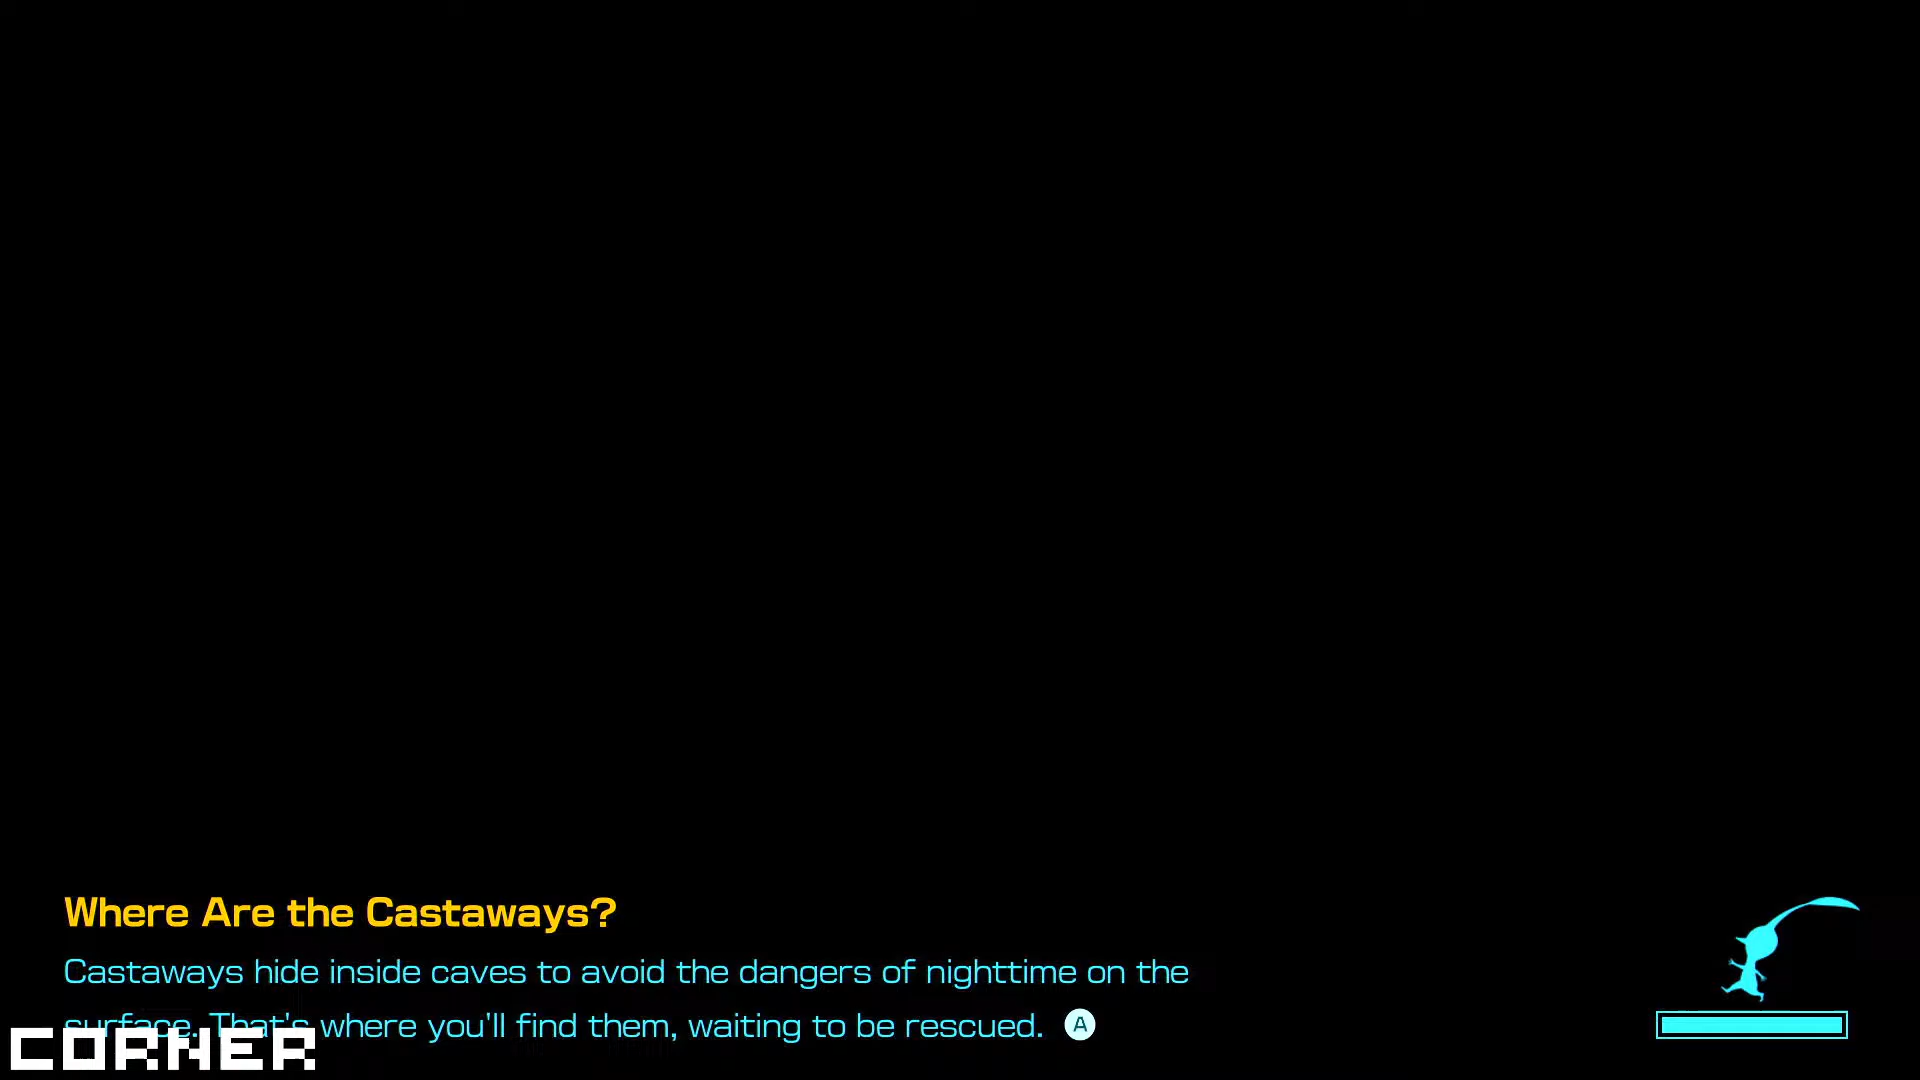 Where Are the Castaways?
Castaways hide inside caves to avoid the dangers of nighttime on the
surface. That's where you'll find them, waiting to be rescued. A
CORNER